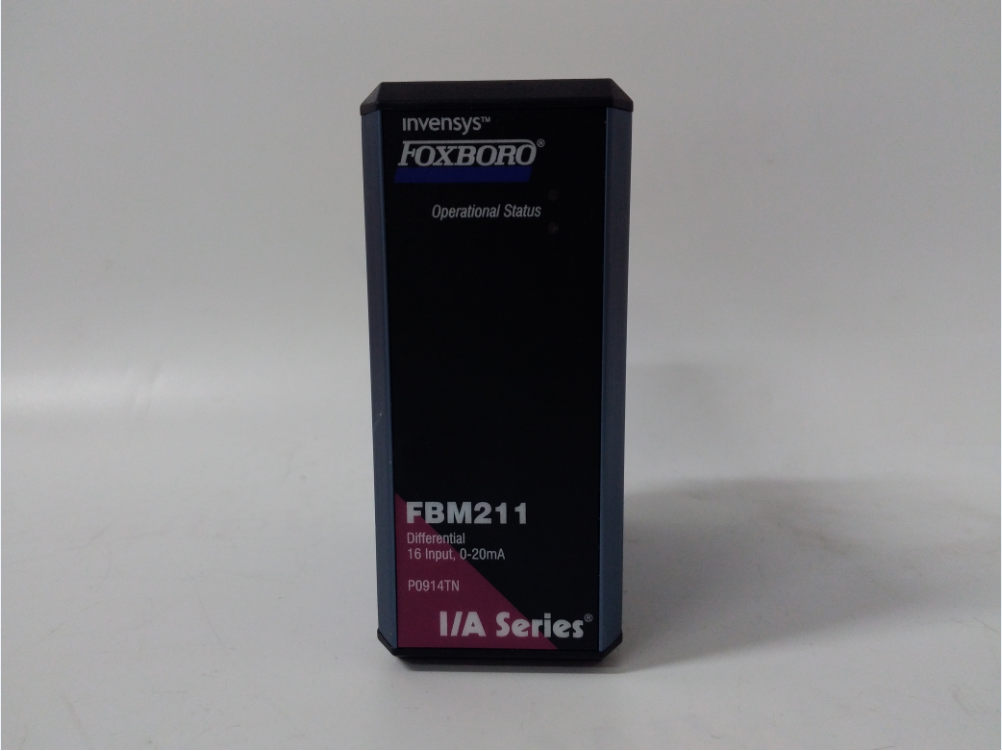 invensys™
FOXBORO®
Operational Status
FBM211
Differential
16 Input, 0-20mA
P0914TN
I/A Series®